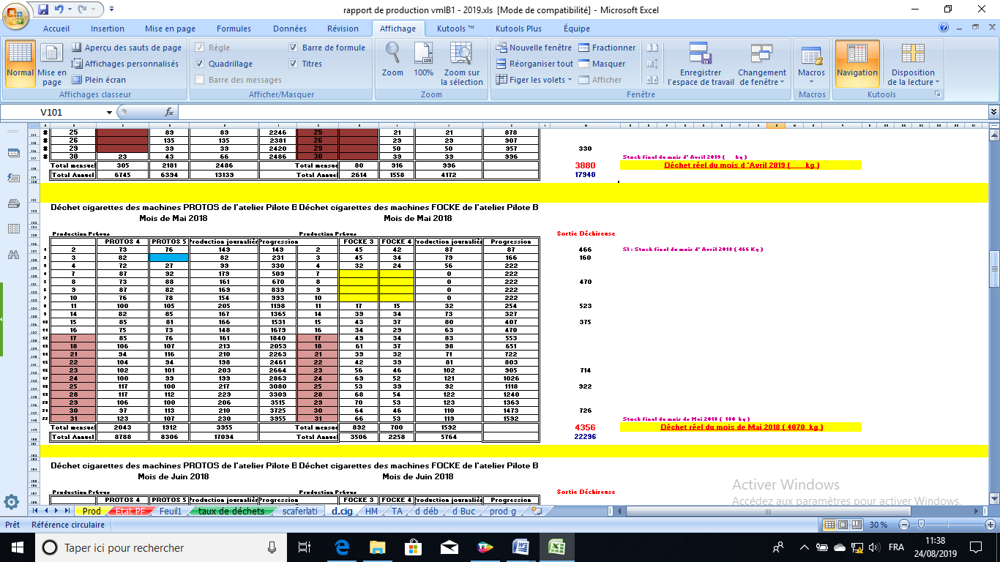 rapport de production vmlB1 - 2019.xls [Mode de compatibilité] - Microsoft Excel
Accueil Insertion Mise en page Formules Données Révision Affichage Kutools ™ Kutools Plus Équipe
Normal Mise en page Aperçu des sauts de page Affichages personnalisés Plein écran
Règle Barre de formule
Quadrillage Titres
Barre des messages
Zoom 100% Zoom sur la sélection
Nouvelle fenêtre Fractionner
Réorganiser tout Masquer
Figer les volets Afficher
Enregistrer l'espace de travail Changement de fenêtre Macros Navigation Disposition de la lecture
Affichages classeur Afficher/Masquer Zoom Fenêtre Macros Kutools
V101 fx
25 89 89 2246 25 21 21 878
26 135 135 2381 26 29 29 907
29 39 39 2420 29 50 50 957 330
30 23 43 66 2486 30 39 39 996 Stock final du mois d' Avril 2019 ( kg )
Total mensuel 305 2181 2486 Total mensuel 80 916 996 3880 Déchet réel du mois d 'Avril 2019 ( kg )
Total Annuel 6745 6394 13139 Total Annuel 2614 1558 4172 17940
Déchet cigarettes des machines PROTOS de l'atelier Pilote B Déchet cigarettes des machines FOCKE de l'atelier Pilote B
Mois de Mai 2018 Mois de Mai 2018
Production Prévue Production Prévue Sortie Déchireuse
PROTOS 4 PROTOS 5 Production journalièr Progression FOCKE 3 FOCKE 4 Production journalièr Progression
1 2 73 76 149 149 2 45 42 87 87 466 SI : Stock final du mois d' Avril 2018 ( 466 Kg )
2 3 82 82 231 3 45 34 79 166 160
3 4 72 27 99 330 4 32 24 56 222
4 7 87 92 179 509 7 0 222
5 8 73 88 161 670 8 0 222 470
6 9 87 82 169 839 9 0 222
7 10 76 78 154 993 10 0 222
8 11 100 105 205 1198 11 17 15 32 254 523
9 14 82 85 167 1365 14 39 34 73 327
10 15 85 81 166 1531 15 43 37 80 407 375
11 16 75 73 148 1679 16 34 29 63 470
12 17 85 76 161 1840 17 49 34 83 553
13 18 106 107 213 2053 18 61 37 98 651
14 21 94 116 210 2263 21 39 32 71 722
15 22 104 94 198 2461 22 42 39 81 803
16 23 102 101 203 2664 23 56 46 102 905 714
17 24 100 99 199 2863 24 69 52 121 1026
18 25 117 100 217 3080 25 53 39 92 1118 922
19 28 117 112 229 3309 28 68 54 122 1240
20 29 106 100 206 3515 29 70 53 123 1363
21 30 97 113 210 3725 30 64 46 110 1473 726
22 31 123 107 230 3955 31 66 53 119 1592 Stock final du mois de Mai 2018 ( 180 kg )
Total mensuel 2043 1912 3955 Total mensuel 892 700 1592 4356 Déchet réel du mois de Mai 2018 ( 4070 kg )
Total Annuel 8788 8306 17094 Total Annuel 3506 2258 5764 22296
Déchet cigarettes des machines PROTOS de l'atelier Pilote B Déchet cigarettes des machines FOCKE de l'atelier Pilote B
Mois de Juin 2018 Mois de Juin 2018
Production Prévue Production Prévue Sortie Déchireuse
PROTOS 4 PROTOS 5 Production journalièr Progression FOCKE 3 FOCKE 4 Production journalièr Progression
Activer Windows
Accédez aux paramètres pour activer Windows.
Prod Etat PF Feuil1 taux de déchets scaferlati d.cig HM TA d déb d Buc prod g
Prêt Référence circulaire 30 %
Taper ici pour rechercher
FRA
11:38
24/08/2019